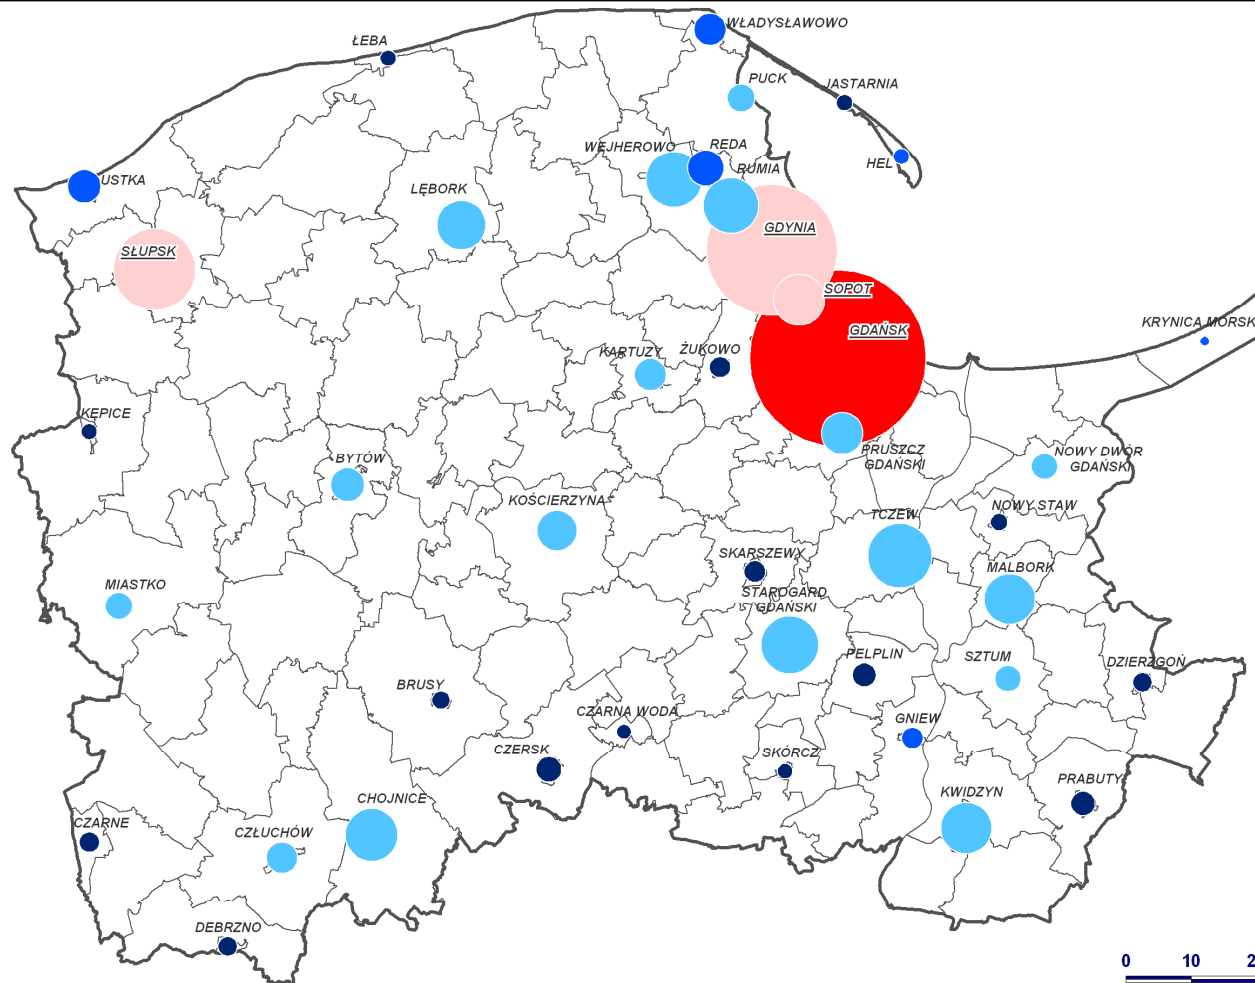 WŁADYSŁAWOWO
ŁEBA
PUCK
JASTARNIA
WEJHEROWO
REDA
HEL
RUMIA
USTKA
LĘBORK
GDYNIA
SŁUPSK
SOPOT
GDAŃSK
KRYNICA MORSK
KARTUZY
ŻUKOWO
KĘPICE
BYTÓW
PRUSZCZ
GDAŃSKI
NOWY DWÓR
GDAŃSKI
KOŚCIERZYNA
NOWY STAW
TCZEW
SKARSZEWY
MALBORK
MIASTKO
STAROGARD
GDAŃSKI
PELPLIN
SZTUM
DZIERZGOŃ
BRUSY
CZARNA WODA
GNIEW
CZERSK
SKÓRCZ
PRABUTY
CHOJNICE
KWIDZYN
CZARNE
CZŁUCHÓW
DEBRZNO
0 10 2